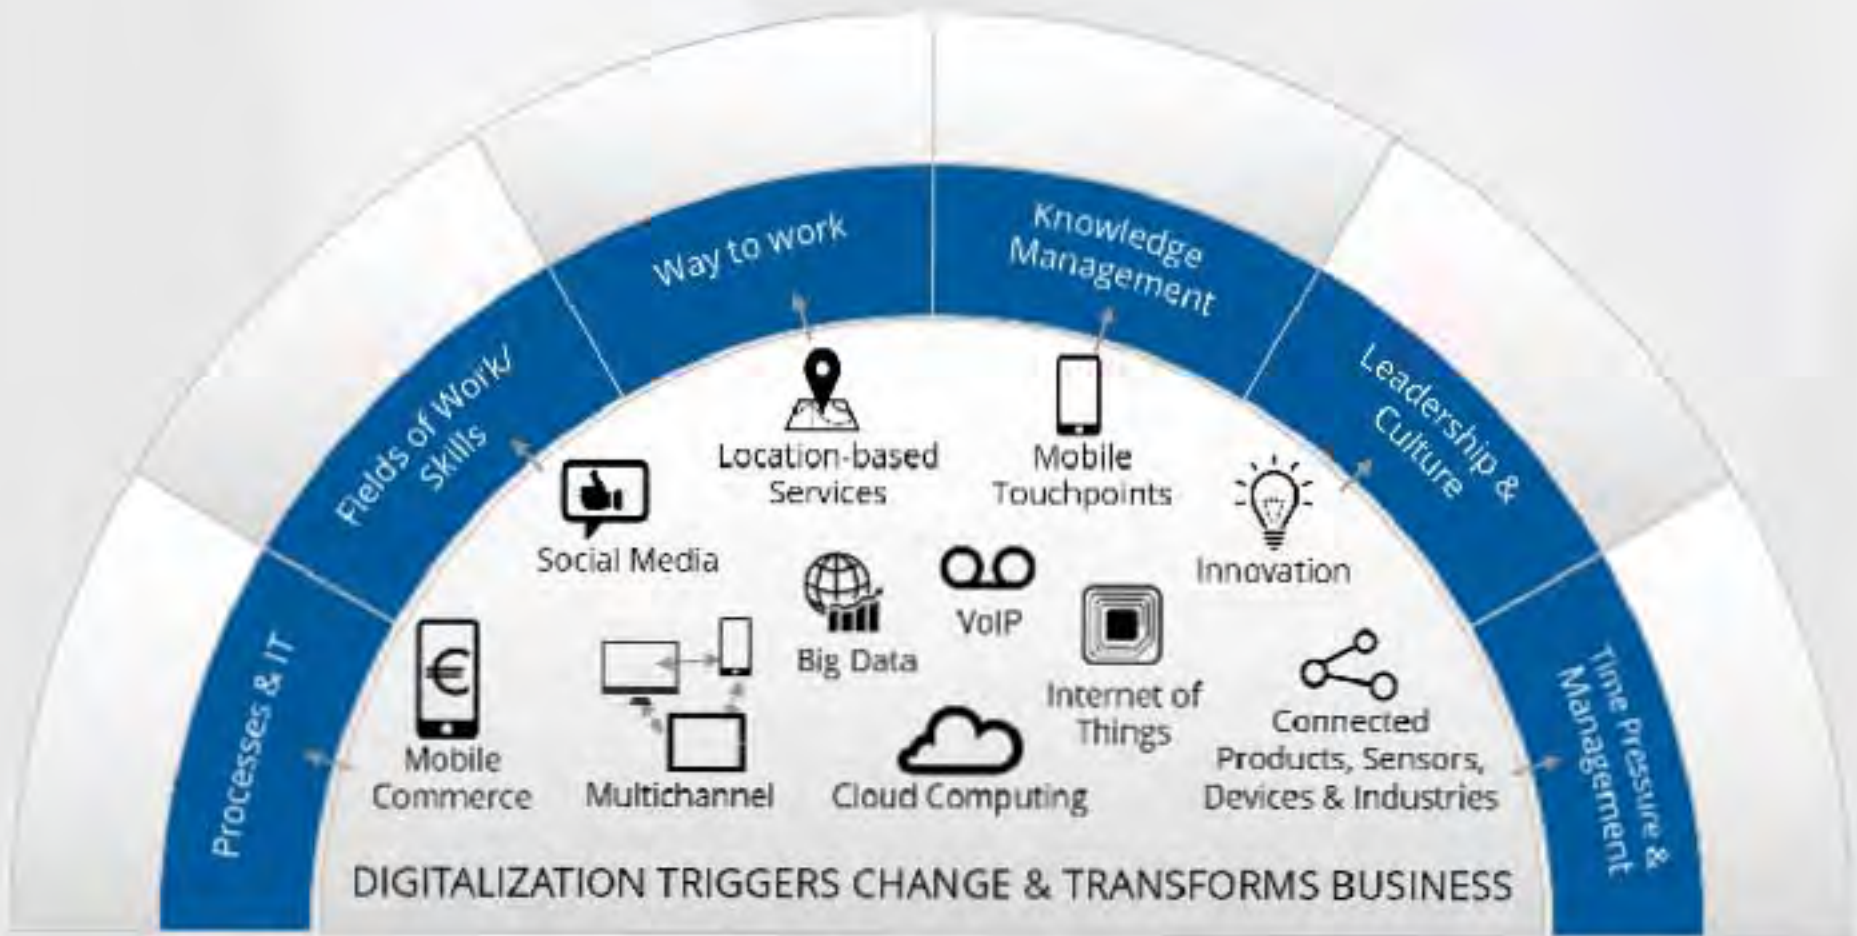 Processes & IT
Fields of Work/
Skills
Way to work
Knowledge
Management
Leadership &
Culture
Time Pressure &
Management
Location-based
Services
Mobile
Touchpoints
Social Media
Innovation
Big Data
VoIP
Internet of
Things
Mobile
Commerce
€
Multichannel
Cloud Computing
Connected
Products, Sensors,
Devices & Industries
DIGITALIZATION TRIGGERS CHANGE & TRANSFORMS BUSINESS